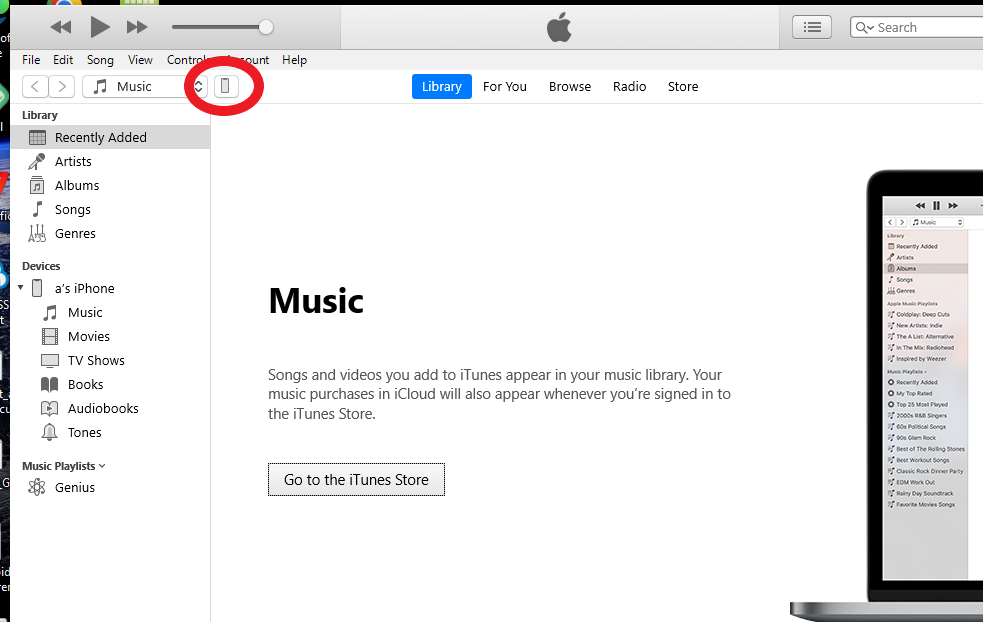 Search
File Edit Song View Controls Account Help
Music
Library For You Browse Radio Store
Library
Recently Added
Artists
Albums
Songs
Genres
Devices
a's iPhone
Music
Movies
TV Shows
Books
Audiobooks
Tones
Music Playlists
Genius
Music
Songs and videos you add to iTunes appear in your music library. Your
music purchases in iCloud will also appear whenever you're signed in to
the iTunes Store.
Go to the iTunes Store
Music
Library
Recently Added
Artists
Albums
Songs
Genres
Apple Music Playlists
Coldplay: Deep Cuts
New Artists: Indie
The A List: Alternative
In The Mix: Radiohead
Inspired by Weezer
Music Playlists
Recently Added
My Top Rated
Top 25 Most Played
2000s R&B Singers
60s Political Songs
90s Glam Rock
Best of The Rolling Stones
Best Workout Songs
Classic Rock Dinner Party
EDM Work Out
Rainy Day Soundtrack
Favorite Movies Songs